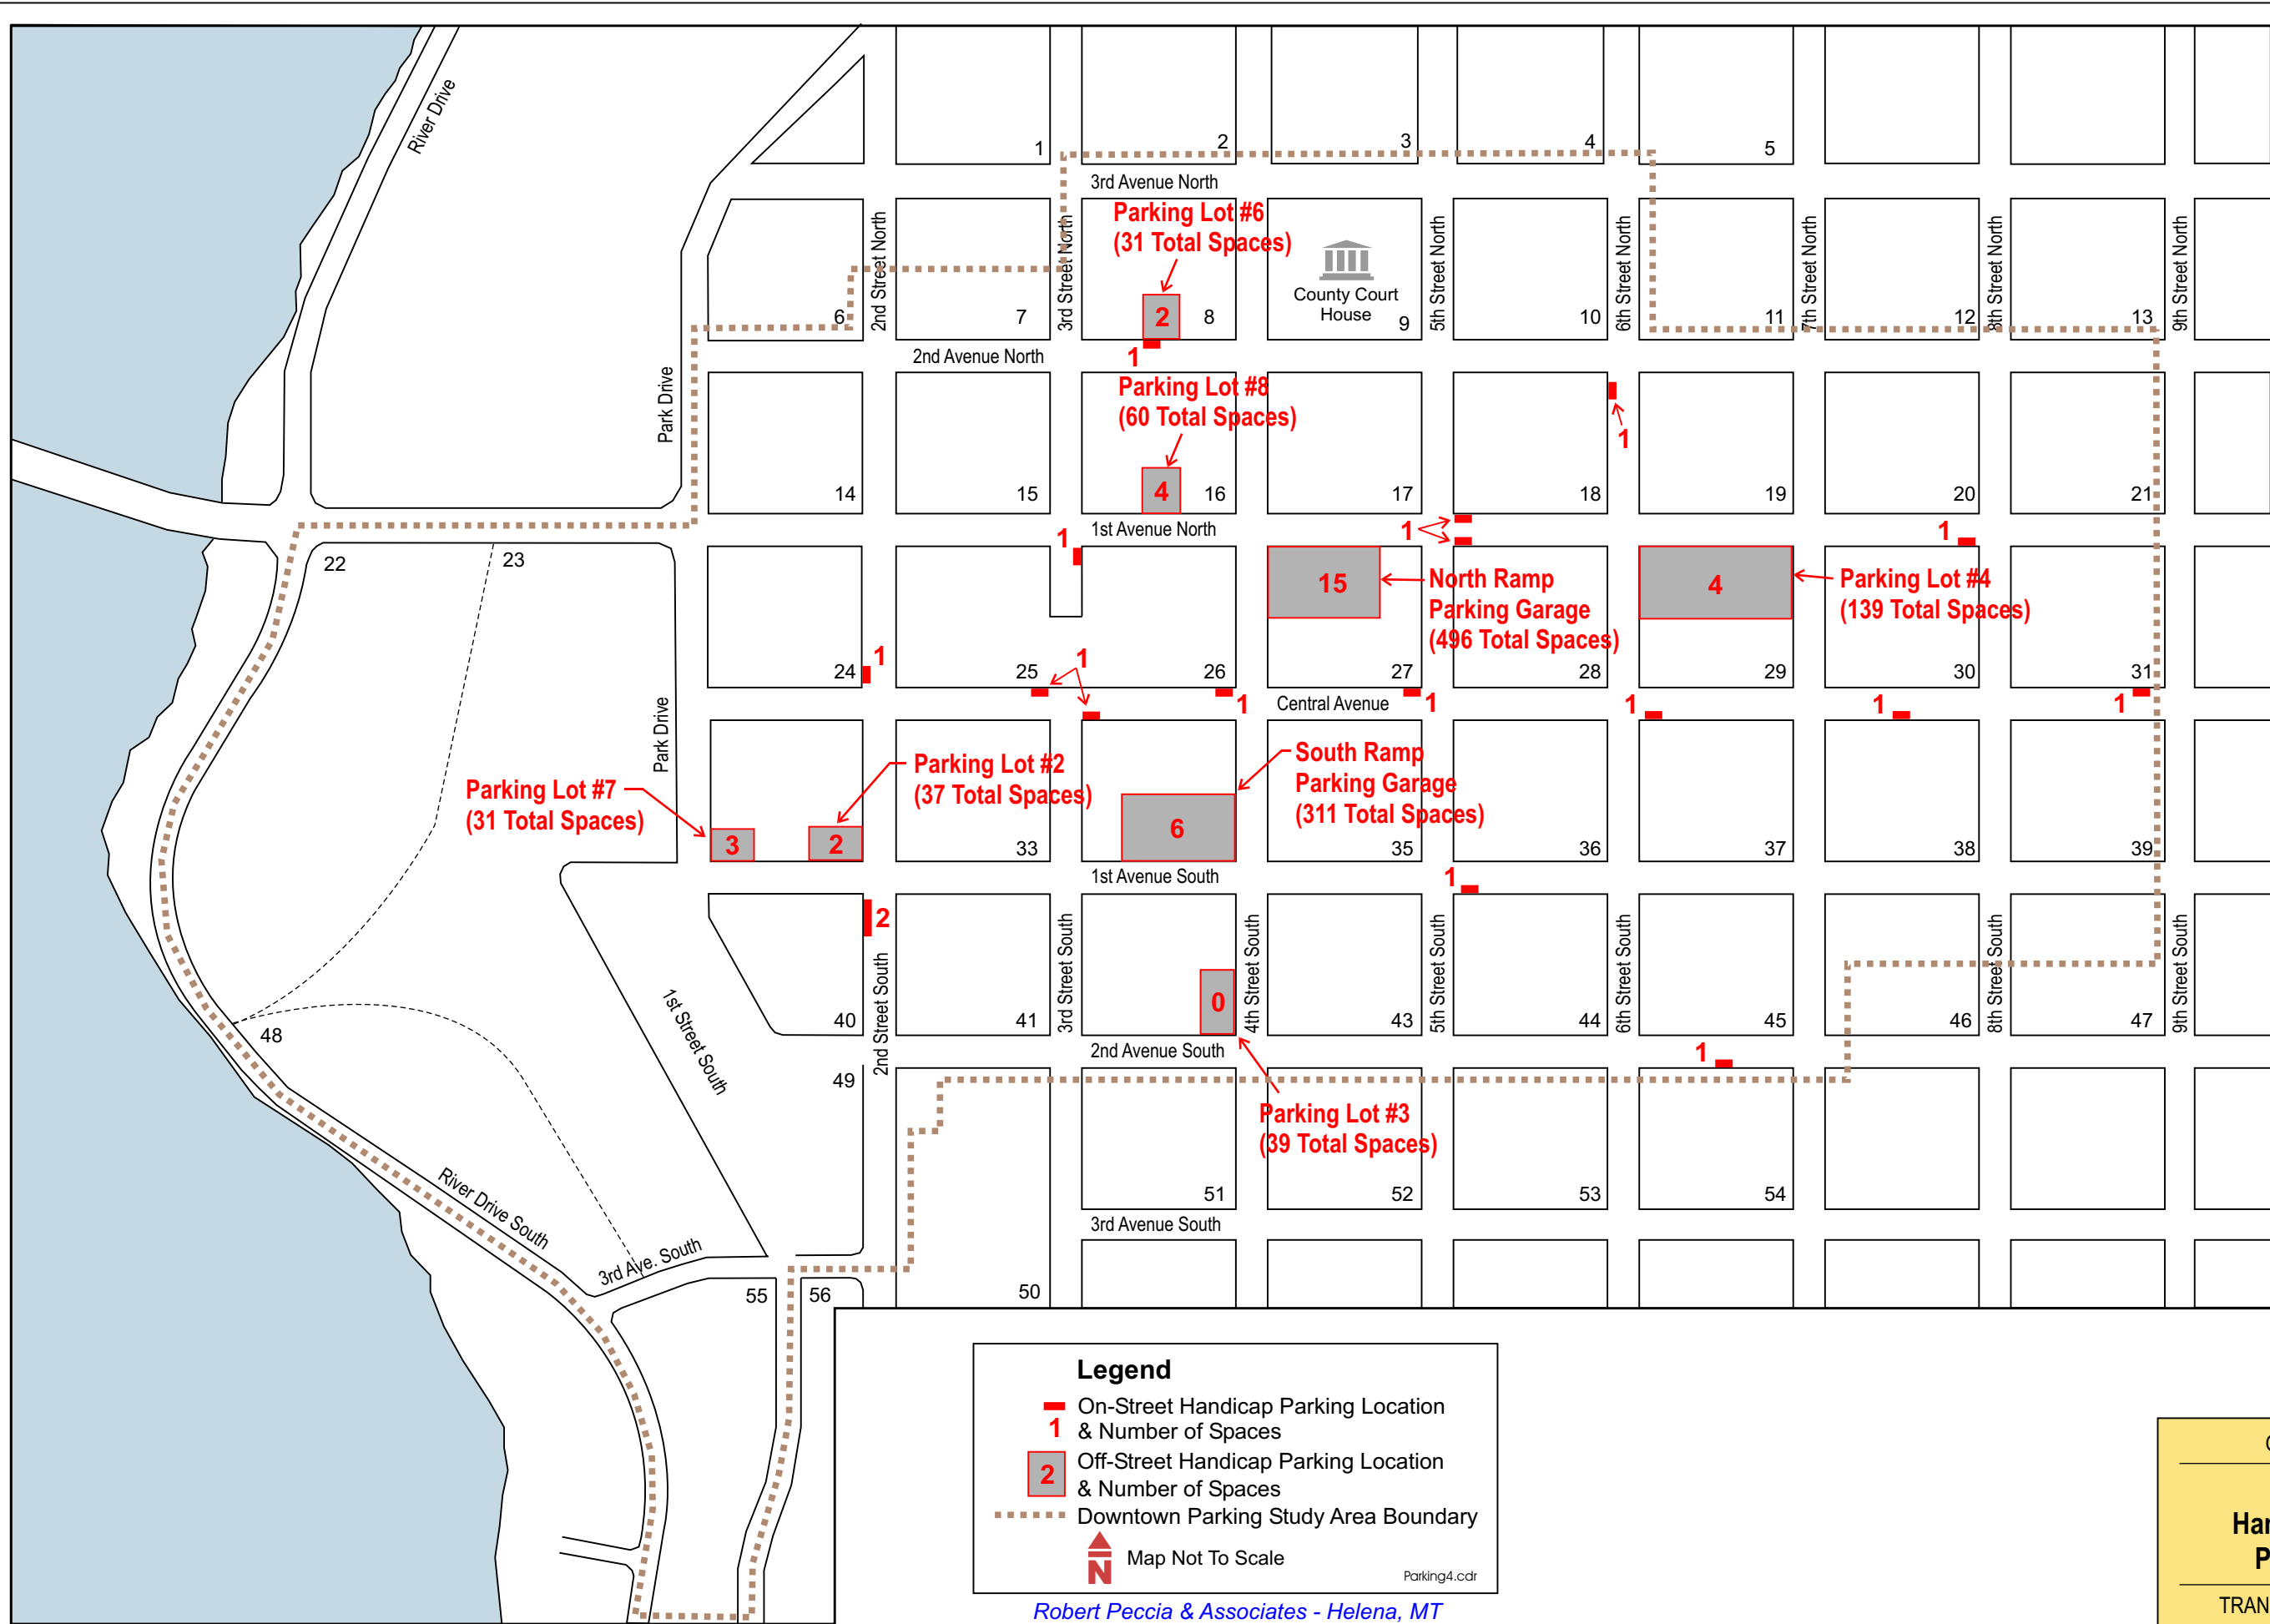 River Drive
1
2
3
4
5
3rd Avenue North
2nd Street North
3rd Street North
Parking Lot #6
(31 Total Spaces)
County Court
House
5th Street North
6th Street North
7th Street North
8th Street North
9th Street North
6
7
2
8
9
10
11
12
13
2nd Avenue North
1
Park Drive
Parking Lot #8
(60 Total Spaces)
1
14
15
4
16
17
18
19
20
21
1st Avenue North
1
1
1
22
23
15
North Ramp
Parking Garage
(496 Total Spaces)
4
Parking Lot #4
(139 Total Spaces)
24
1
25
1
26
27
28
29
30
31
1
Central Avenue
1
1
1
1
Park Drive
Parking Lot #7
(31 Total Spaces)
Parking Lot #2
(37 Total Spaces)
South Ramp
Parking Garage
(311 Total Spaces)
3
2
33
6
35
36
37
38
39
1st Avenue South
1
2
1st Street South
2nd Street South
3rd Street South
4th Street South
5th Street South
6th Street South
8th Street South
9th Street South
0
40
41
43
44
45
46
47
48
2nd Avenue South
1
49
Parking Lot #3
(39 Total Spaces)
51
52
53
54
River Drive South
3rd Ave. South
3rd Avenue South
55
56
50
Legend
On-Street Handicap Parking Location
1 & Number of Spaces
2 Off-Street Handicap Parking Location
& Number of Spaces
Downtown Parking Study Area Boundary
N Map Not To Scale
Parking4.cdr
Robert Peccia & Associates - Helena, MT
TRAN